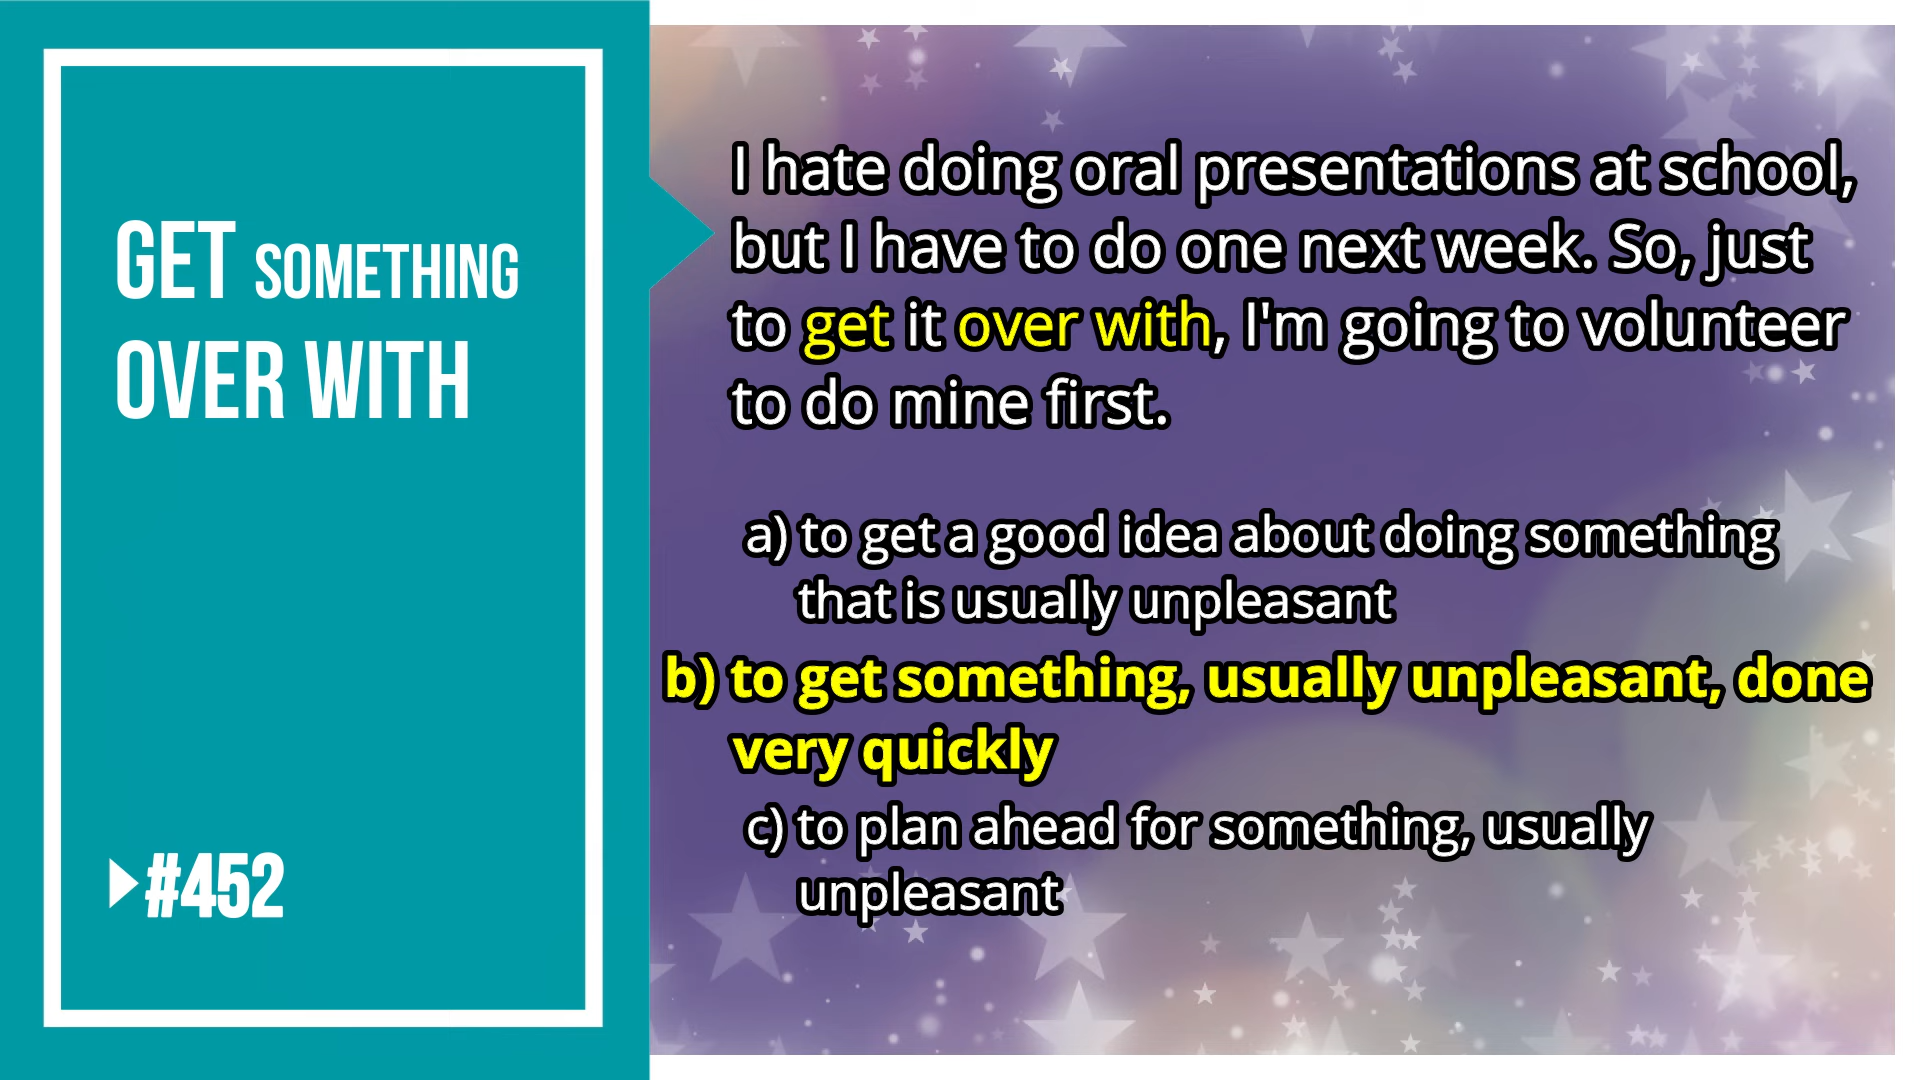 GET SOMETHING
OVER WITH
#452
I hate doing oral presentations at school,
but I have to do one next week. So, just
to get it over with, I'm going to volunteer
to do mine first.
a) to get a good idea about doing something
that is usually unpleasant
b) to get something, usually unpleasant, done
very quickly
c) to plan ahead for something, usually
unpleasant